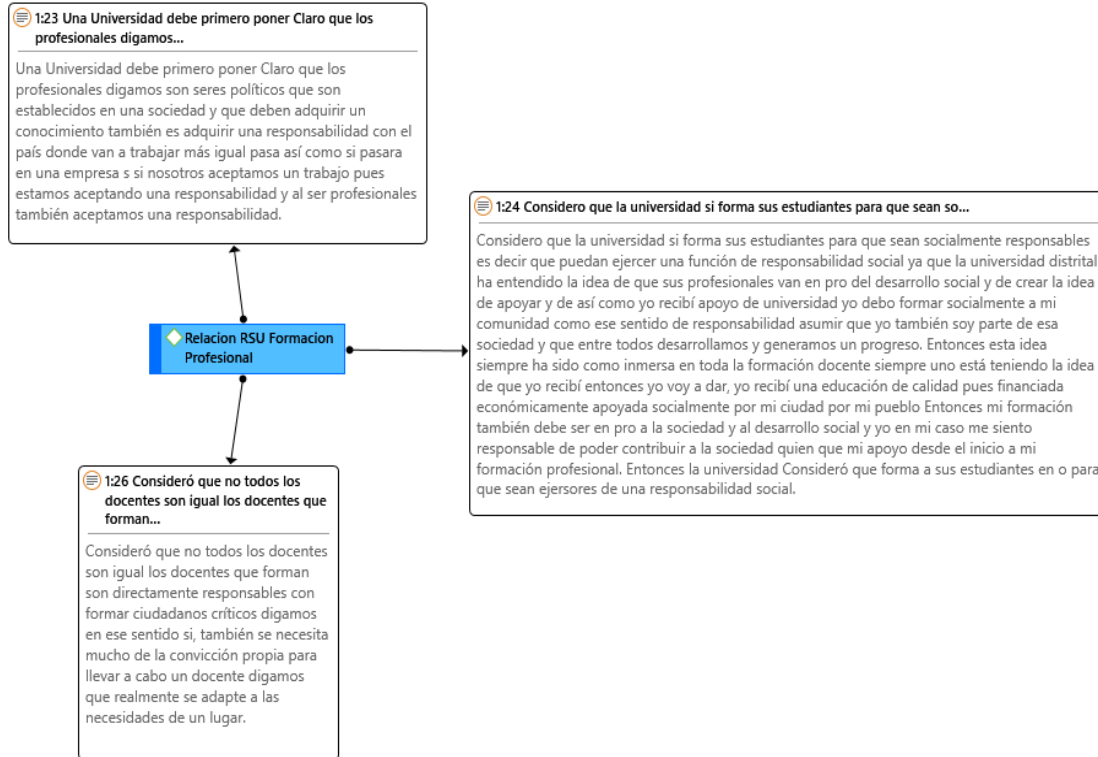 1:23 Una Universidad debe primero poner Claro que los
profesionales digamos...
Una Universidad debe primero poner Claro que los
profesionales digamos son seres políticos que son
establecidos en una sociedad y que deben adquirir un
conocimiento también es adquirir una responsabilidad con el
país donde van a trabajar más igual pasa así como si pasara
en una empresa s si nosotros aceptamos un trabajo pues
estamos aceptando una responsabilidad y al ser profesionales
también aceptamos una responsabilidad.
1:24 Considero que la universidad si forma sus estudiantes para que sean so...
Considero que la universidad si forma sus estudiantes para que sean socialmente responsables
es decir que puedan ejercer una función de responsabilidad social ya que la universidad distrital
ha entendido la idea de que sus profesionales van en pro del desarrollo social y de crear la idea
de apoyar y de así como yo recibí apoyo de universidad yo debo formar socialmente a mi
comunidad como ese sentido de responsabilidad asumir que yo también soy parte de esa
sociedad y que entre todos desarrollamos y generamos un progreso. Entonces esta idea
siempre ha sido como inmersa en toda la formación docente siempre uno está teniendo la idea
de que yo recibí entonces yo voy a dar, yo recibí una educación de calidad pues financiada
económicamente apoyada socialmente por mi ciudad por mi pueblo Entonces mi formación
también debe ser en pro a la sociedad y al desarrollo social y yo en mi caso me siento
responsable de poder contribuir a la sociedad quien que mi apoyo desde el inicio a mi
formación profesional. Entonces la universidad Consideró que forma a sus estudiantes en o para
que sean ejersores de una responsabilidad social.
Relacion RSU Formacion
Profesional
1:26 Consideró que no todos los
docentes son igual los docentes que
forman...
Consideró que no todos los docentes
son igual los docentes que forman
son directamente responsables con
formar ciudadanos críticos digamos
en ese sentido si, también se necesita
mucho de la convicción propia para
llevar a cabo un docente digamos
que realmente se adapte a las
necesidades de un lugar.